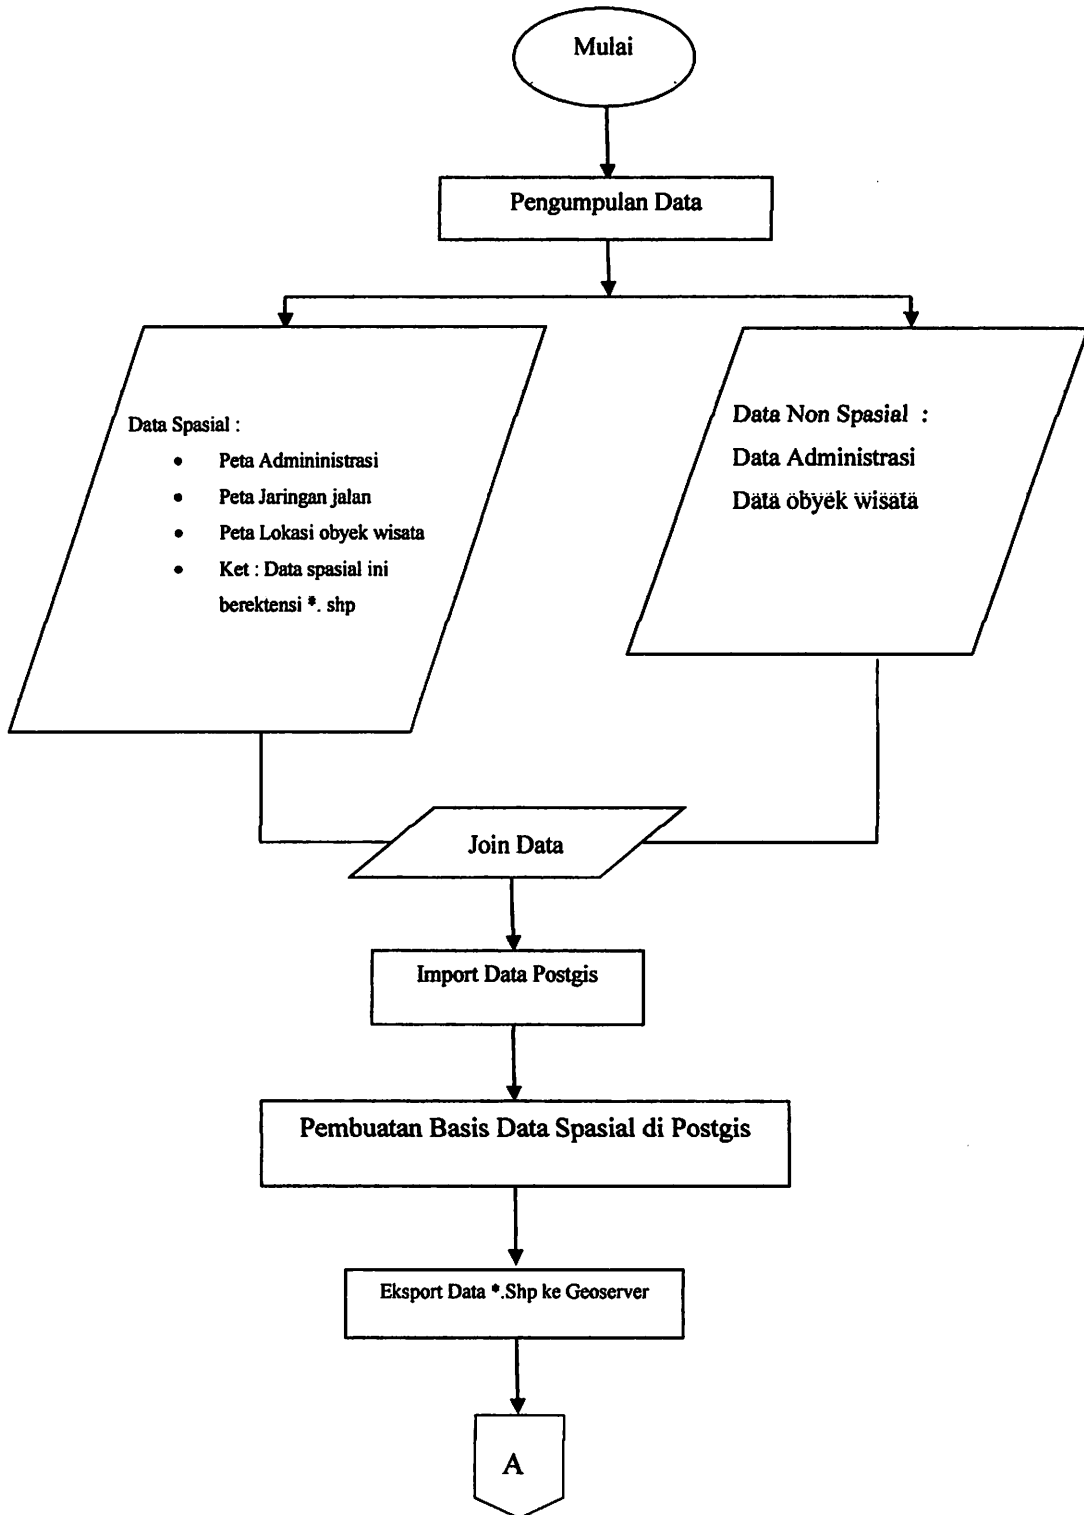 Mulai
Pengumpulan Data
Data Spasial :
• Peta Admininistrasi
• Peta Jaringan jalan
• Peta Lokasi obyek wisata
• Ket : Data spasial ini
berektensi *. shp
Data Non Spasial :
Data Administrasi
Data obyek wisata
Join Data
Import Data Postgis
Pembuatan Basis Data Spasial di Postgis
Eksport Data *.Shp ke Geoserver
A